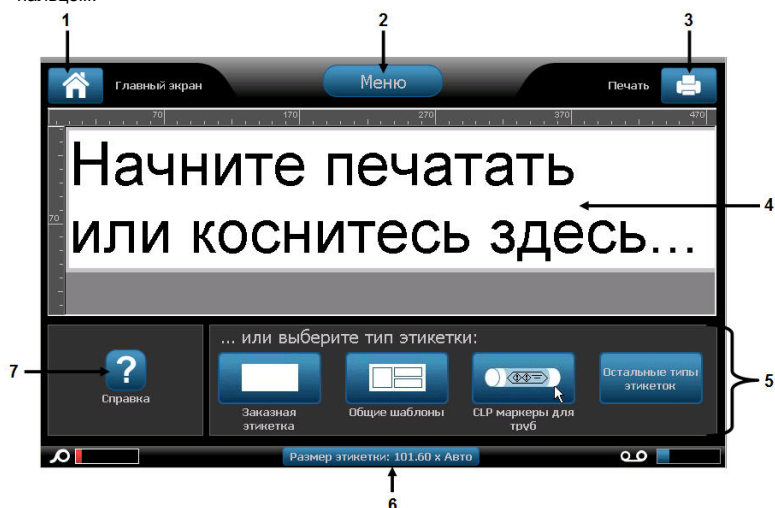 1
2
3
Главный экран
Меню
Печать
70
170
270
370
470
Начните печатать
70
или коснитесь здесь...
4
... или выберите тип этикетки:
7
?
Справка
Заказная
этикетка
Общие шаблоны
CLP маркеры для
труб
Остальные типы
этикеток
5
Размер этикетки: 101.60 x Авто
6